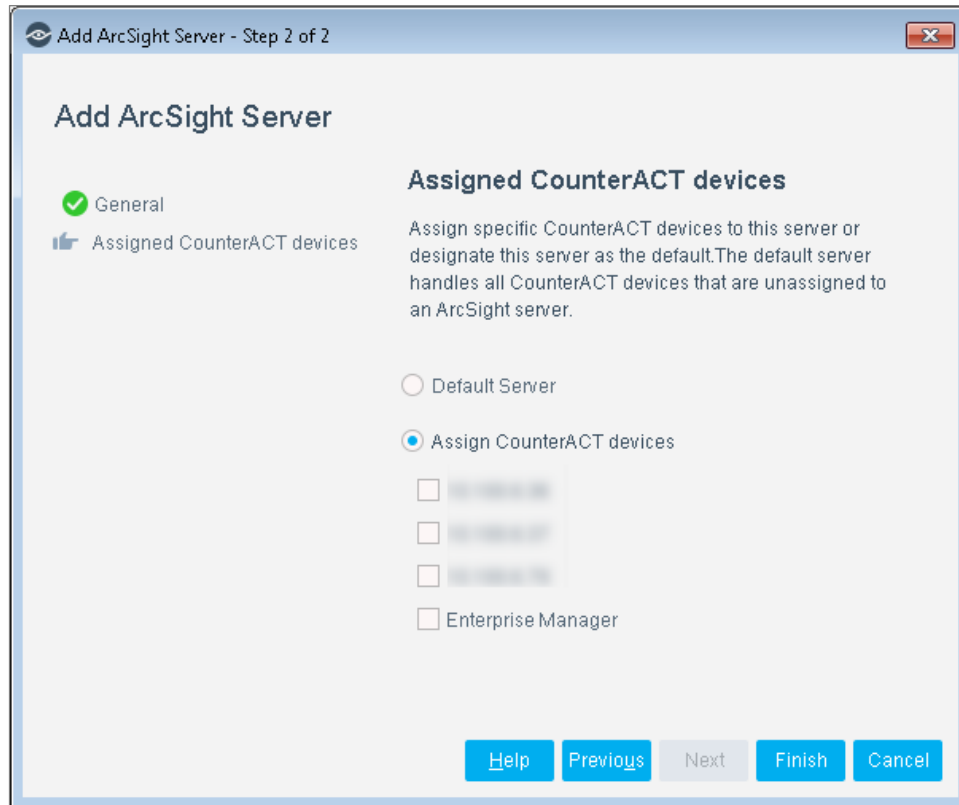 Add ArcSight Server - Step 2 of 2
Add ArcSight Server
General
Assigned CounterACT devices
Assigned CounterACT devices
Assign specific CounterACT devices to this server or
designate this server as the default.The default server
handles all CounterACT devices that are unassigned to
an ArcSight server.
Default Server
Assign CounterACT devices
Enterprise Manager
Help
Previous
Next
Finish
Cancel